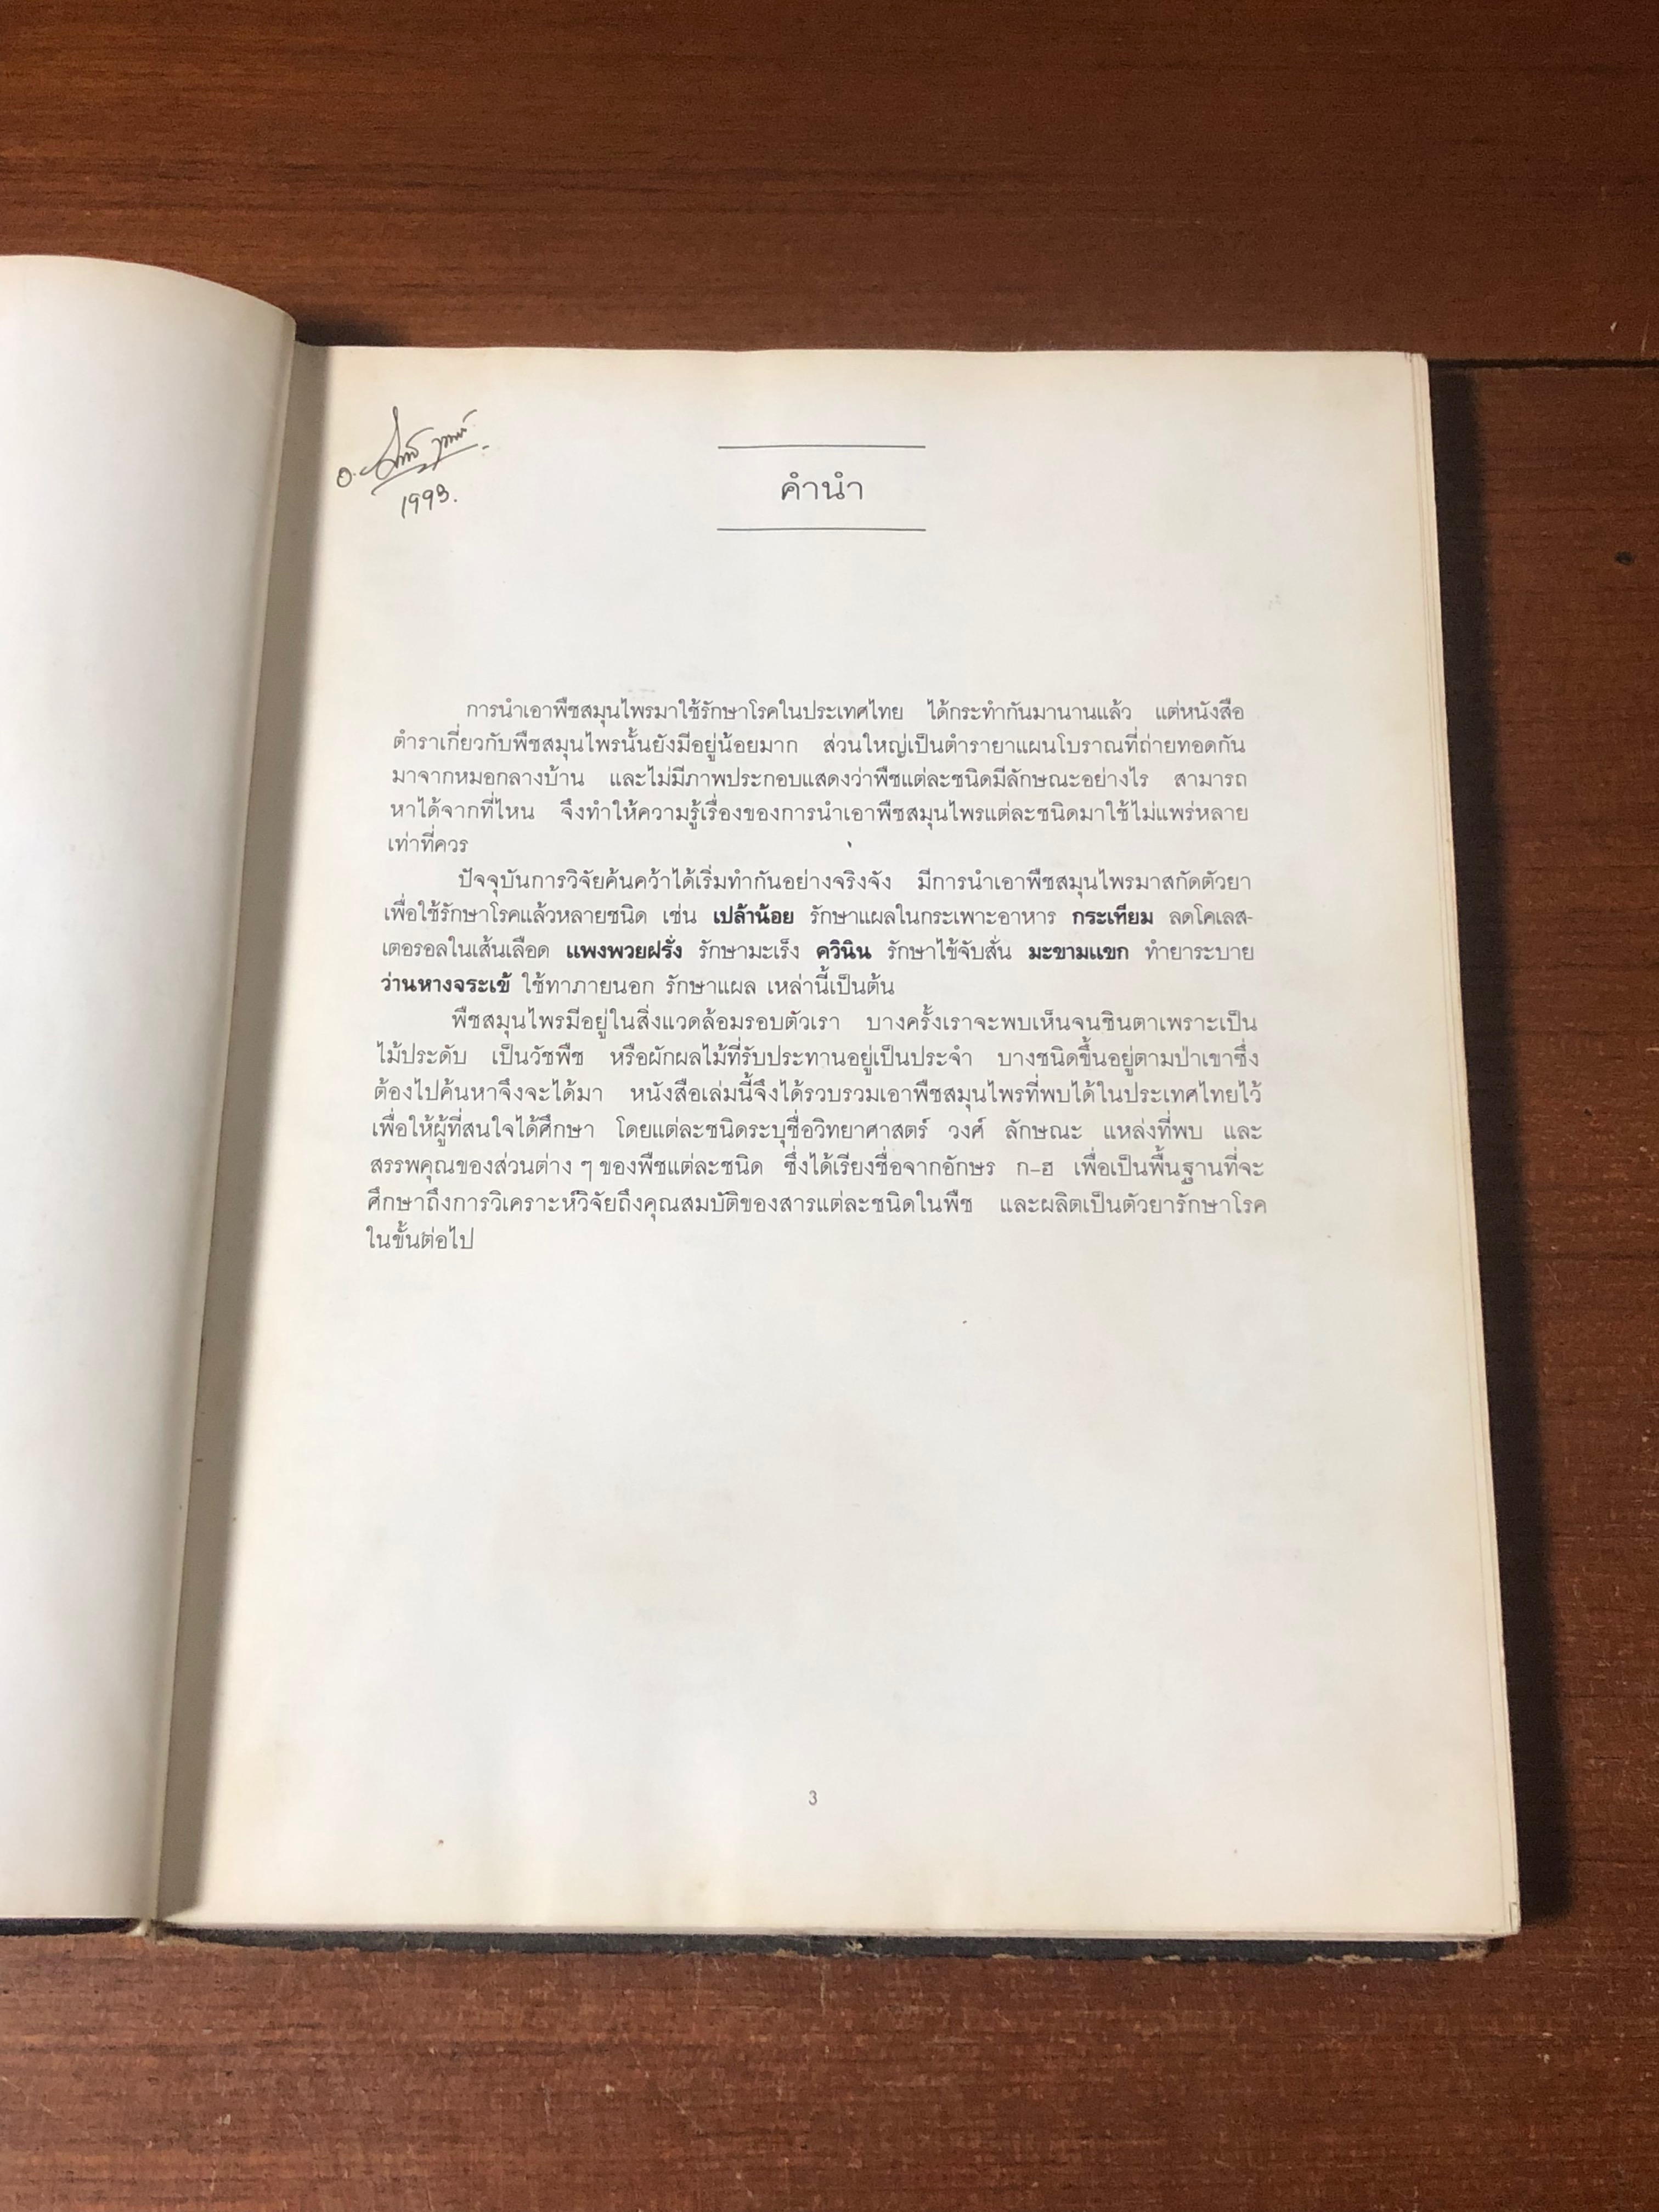 อ.
1993.
คำนำ
การนำเอาพืชสมุนไพรมาใช้รักษาโรคในประเทศไทย ได้กระทำกันมานานแล้ว แต่หนังสือ
ตำราเกี่ยวกับพืชสมุนไพรนั้นยังมีอยู่น้อยมาก ส่วนใหญ่เป็นตำรายาแผนโบราณที่ถ่ายทอดกัน
มาจากหมอกลางบ้าน และไม่มีภาพประกอบแสดงว่าพืชแต่ละชนิดมีลักษณะอย่างไร สามารถ
หาได้จากที่ไหน จึงทำให้ความรู้เรื่องของการนำเอาพืชสมุนไพรแต่ละชนิดมาใช้ไม่แพร่หลาย
เท่าที่ควร
ปัจจุบันการวิจัยค้นคว้าได้เริ่มทำกันอย่างจริงจัง มีการนำเอาพืชสมุนไพรมาสกัดตัวยา
เพื่อใช้รักษาโรคแล้วหลายชนิด เช่น เปล้าน้อย รักษาแผลในกระเพาะอาหาร กระเทียม ลดโคเลส-
เตอรอลในเส้นเลือด แพงพวยฝรั่ง รักษามะเร็ง ควินิน รักษาไข้จับสั่น มะขามแขก ทำยาระบาย
ว่านหางจระเข้ ใช้ทาภายนอก รักษาแผล เหล่านี้เป็นต้น
พืชสมุนไพรมีอยู่ในสิ่งแวดล้อมรอบตัวเรา บางครั้งเราจะพบเห็นจนชินตาเพราะเป็น
ไม้ประดับ เป็นวัชพืช หรือผักผลไม้ที่รับประทานอยู่เป็นประจำ บางชนิดขึ้นอยู่ตามป่าเขาซึ่ง
ต้องไปค้นหาจึงจะได้มา หนังสือเล่มนี้จึงได้รวบรวมเอาพืชสมุนไพรที่พบได้ในประเทศไทยไว้
เพื่อให้ผู้ที่สนใจได้ศึกษา โดยแต่ละชนิดระบุชื่อวิทยาศาสตร์ วงศ์ ลักษณะ แหล่งที่พบ และ
สรรพคุณของส่วนต่าง ๆ ของพืชแต่ละชนิด ซึ่งได้เรียงชื่อจากอักษร ก-ฮ เพื่อเป็นพื้นฐานที่จะ
ศึกษาถึงการวิเคราะห์วิจัยถึงคุณสมบัติของสารแต่ละชนิดในพืช และผลิตเป็นตัวยารักษาโรค
ในขั้นต่อไป
3